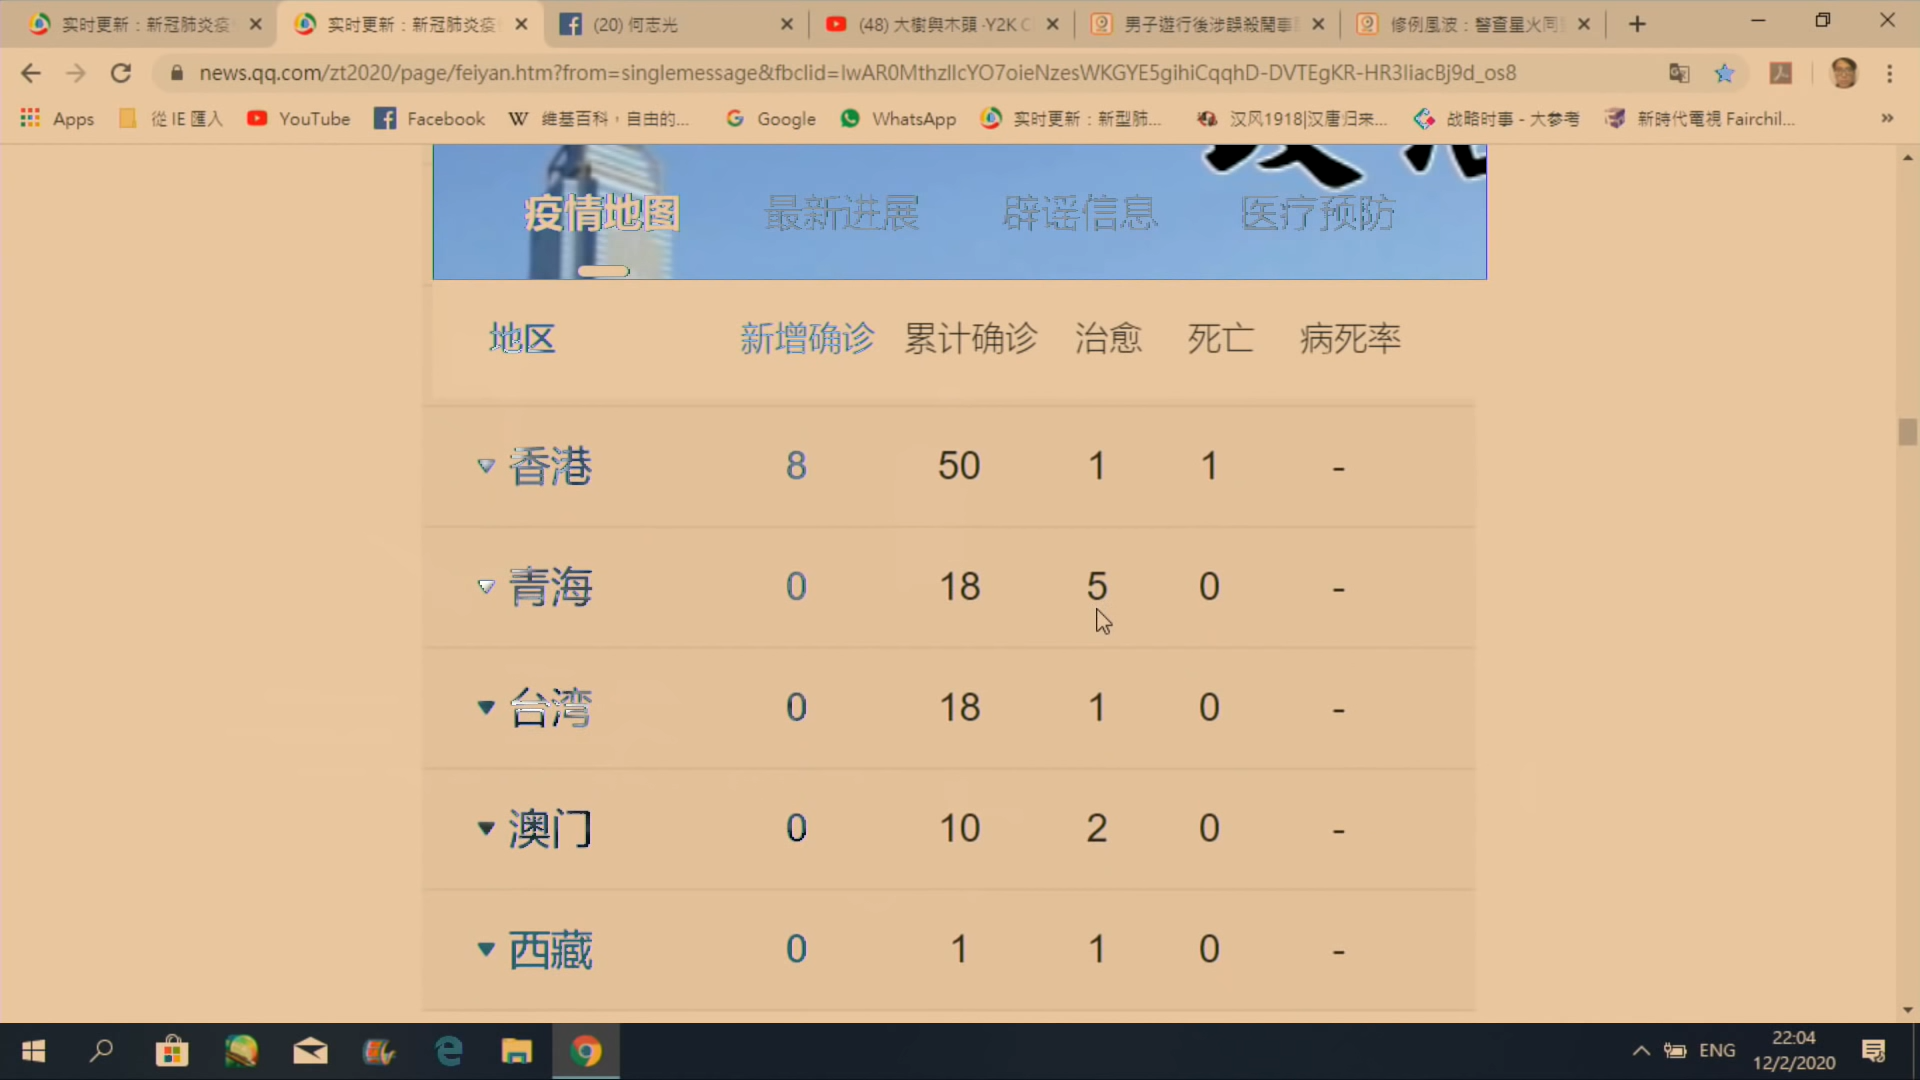 实时更新：新冠肺炎疫 实时更新：新冠肺炎疫 (20) 何志光 (48) 大樹與木頭 -Y2K C 男子遊行後涉誤殺鬧事 修例風波：警查星火同
news.qq.com/zt2020/page/feiyan.htm?from=singlemessage&fbclid=IwAR0MthzIlcYO7oieNzesWKGYE5gihiCqqhD-DVTEgKR-HR3IiacBj9d_os8
Apps 從 IE 匯入 YouTube Facebook 維基百科，自由的... Google WhatsApp 实时更新：新型肺... 汉风1918|汉唐归来... 战略时事 - 大参考 新時代電視 Fairchil... »
疫情地图 最新进展 辟谣信息 医疗预防
地区 新增确诊 累计确诊 治愈 死亡 病死率
香港 8 50 1 1 -
青海 0 18 5 0 -
台湾 0 18 1 0 -
澳门 0 10 2 0 -
西藏 0 1 1 0 -
ENG 22:04
12/2/2020